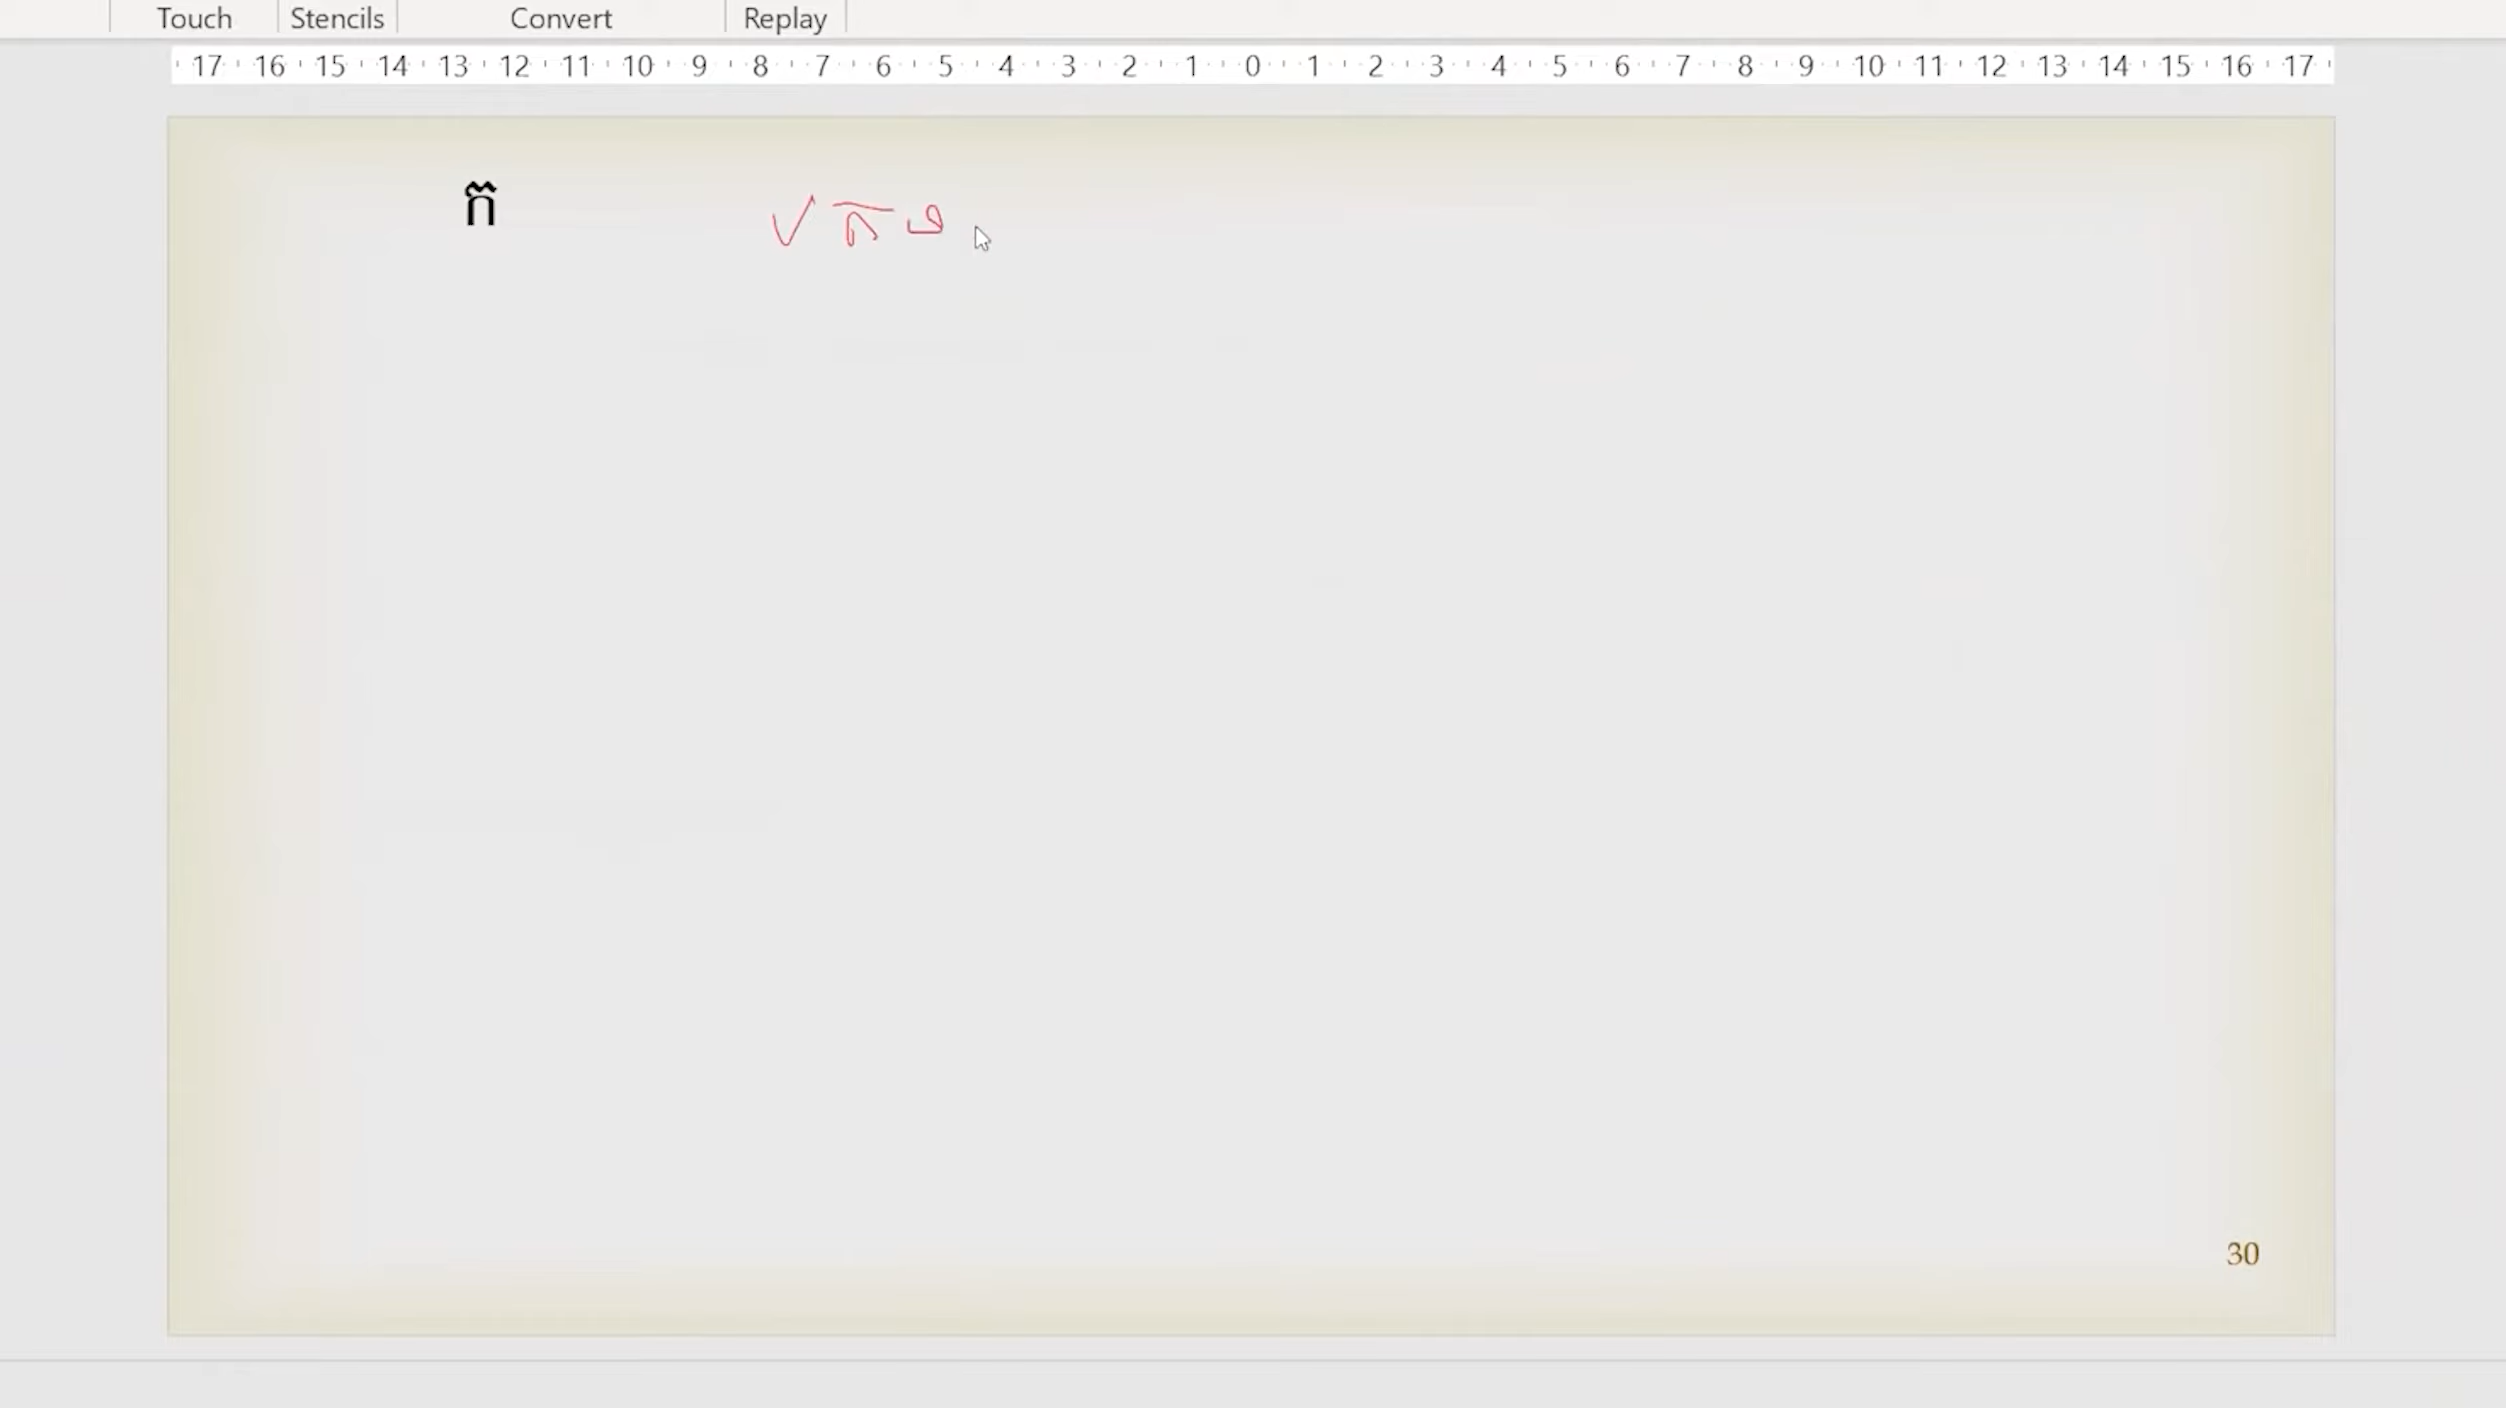 Touch Stencils Convert Replay
17 16 15 14 13 12 11 10 9 8 7 6 5 4 3 2 1 0 1 2 3 4 5 6 7 8 9 10 11 12 13 14 15 16 17
ក
30